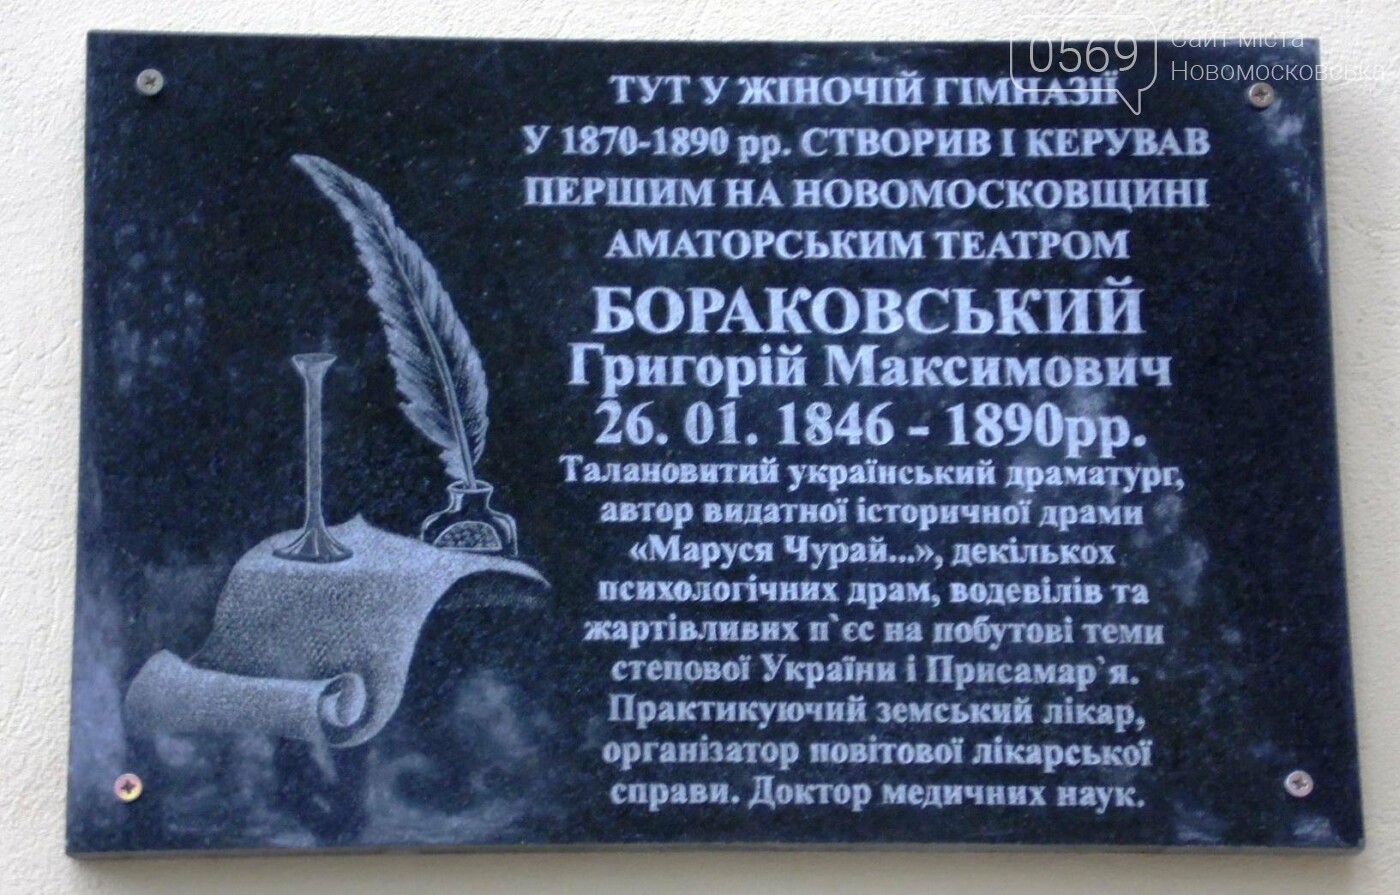 0569
Сайт міста
Новомосковська
ТУТ У ЖІНОЧІЙ ГІМНАЗІЇ
У 1870-1890 рр. СТВОРИВ І КЕРУВАВ
ПЕРШИМ НА НОВОМОСКОВЩИНІ
АМАТОРСЬКИМ ТЕАТРОМ
БОРАКОВСЬКИЙ
Григорій Максимович
26. 01. 1846 - 1890рр.
Талановитий український драматург,
автор видатної історичної драми
«Маруся Чурай...», декількох
психологічних драм, водевілів та
жартівливих п`єс на побутові теми
степової України і Присамар`я.
Практикуючий земський лікар,
організатор повітової лікарської
справи. Доктор медичних наук.